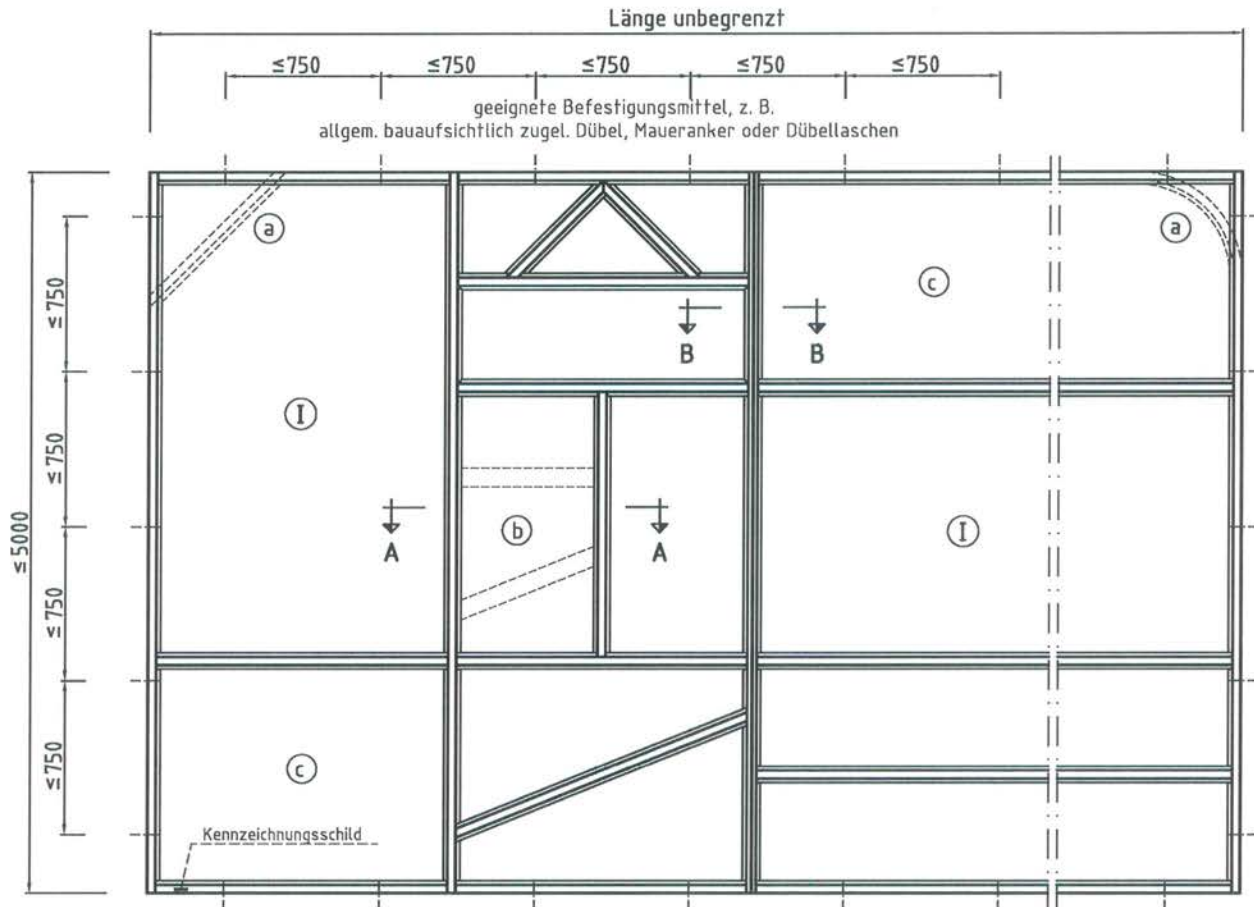 Länge unbegrenzt
≤750 ≤750 ≤750 ≤750 ≤750
geeignete Befestigungsmittel, z. B.
allgem. bauaufsichtlich zugel. Dübel, Maueranker oder Dübellaschen
a
a
c
≤750
B B
I
≤750
≤5000
b
I
A A
≤750
≤750
c
Kennzeichnungsschild